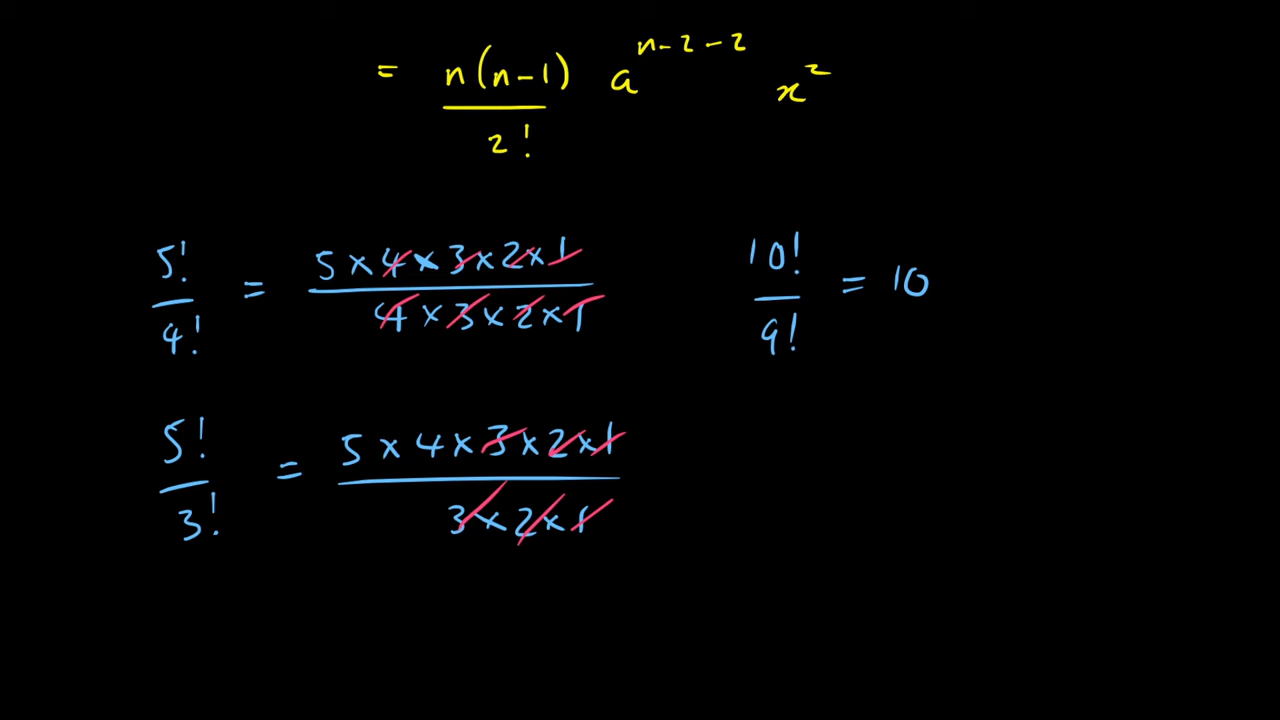 = n(n-1)/2! a^(n-2-2) x²
5!/4! = (5 × 4 × 3 × 2 × 1)/(4 × 3 × 2 × 1)
10!/9! = 10
5!/3! = (5 × 4 × 3 × 2 × 1)/(3 × 2 × 1)